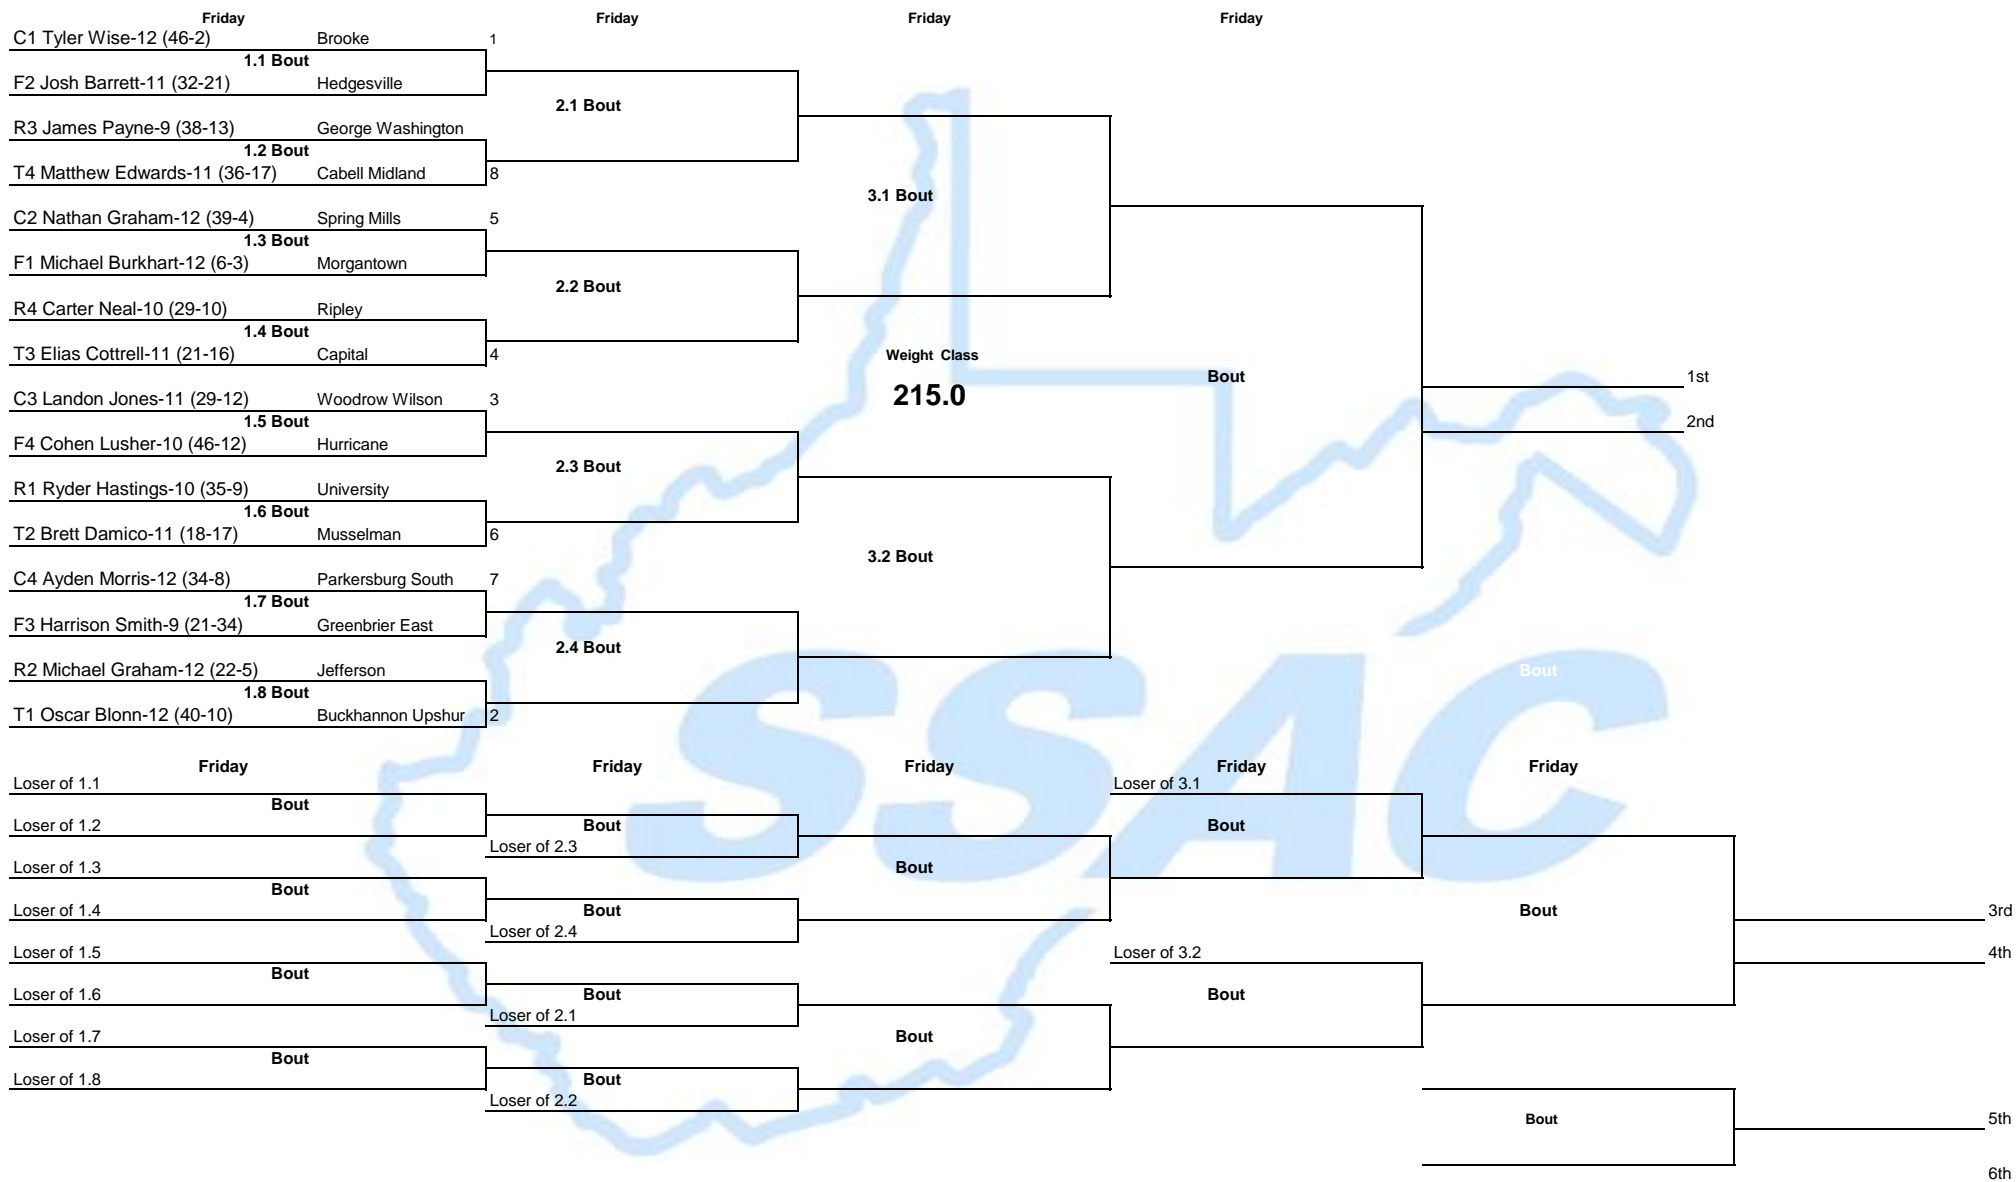 Friday Friday Friday Friday
C1 Tyler Wise-12 (46-2) Brooke 1
1.1 Bout
F2 Josh Barrett-11 (32-21) Hedgesville
2.1 Bout
R3 James Payne-9 (38-13) George Washington
1.2 Bout
T4 Matthew Edwards-11 (36-17) Cabell Midland 8
3.1 Bout
C2 Nathan Graham-12 (39-4) Spring Mills 5
1.3 Bout
F1 Michael Burkhart-12 (6-3) Morgantown
2.2 Bout
R4 Carter Neal-10 (29-10) Ripley
1.4 Bout
T3 Elias Cottrell-11 (21-16) Capital 4
Weight Class
Bout 1st
215.0
C3 Landon Jones-11 (29-12) Woodrow Wilson 3
1.5 Bout 2nd
F4 Cohen Lusher-10 (46-12) Hurricane
2.3 Bout
R1 Ryder Hastings-10 (35-9) University
1.6 Bout
T2 Brett Damico-11 (18-17) Musselman 6
3.2 Bout
C4 Ayden Morris-12 (34-8) Parkersburg South 7
1.7 Bout
F3 Harrison Smith-9 (21-34) Greenbrier East
2.4 Bout
R2 Michael Graham-12 (22-5) Jefferson Bout
1.8 Bout
T1 Oscar Blonn-12 (40-10) Buckhannon Upshur 2
SSAC
Friday Friday Friday Friday Friday
Loser of 1.1 Loser of 3.1
Bout
Loser of 1.2 Bout Bout
Loser of 2.3
Loser of 1.3 Bout
Bout
Loser of 1.4 Bout Bout 3rd
Loser of 2.4
Loser of 1.5 Loser of 3.2 4th
Bout
Loser of 1.6 Bout Bout
Loser of 2.1
Loser of 1.7 Bout
Bout
Loser of 1.8 Bout
Loser of 2.2
Bout 5th
6th